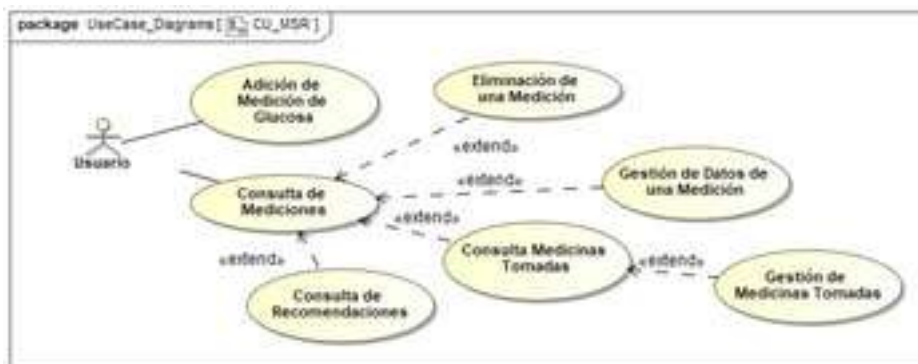 package UseCase_Diagrams [ CU_MSR ]
Adición de
Medición de
Glucosa
Eliminación de
una Medición
Usuario
«extend»
«extend»
Gestión de Datos de
una Medición
Consulta de
Mediciones
«extend»
Consulta Medicinas
Tomadas
«extend»
«extend»
Gestión de
Medicinas Tomadas
Consulta de
Recomendaciones